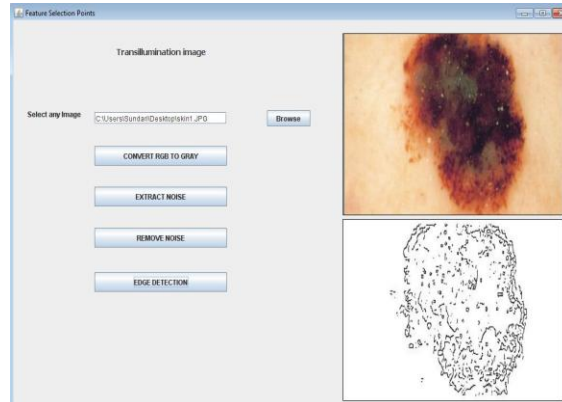 Feature Selection Points
Transillumination image
Select any Image
C:\Users\Sundari\Desktop\skin1.JPG
Browse
CONVERT RGB TO GRAY
EXTRACT NOISE
REMOVE NOISE
EDGE DETECTION